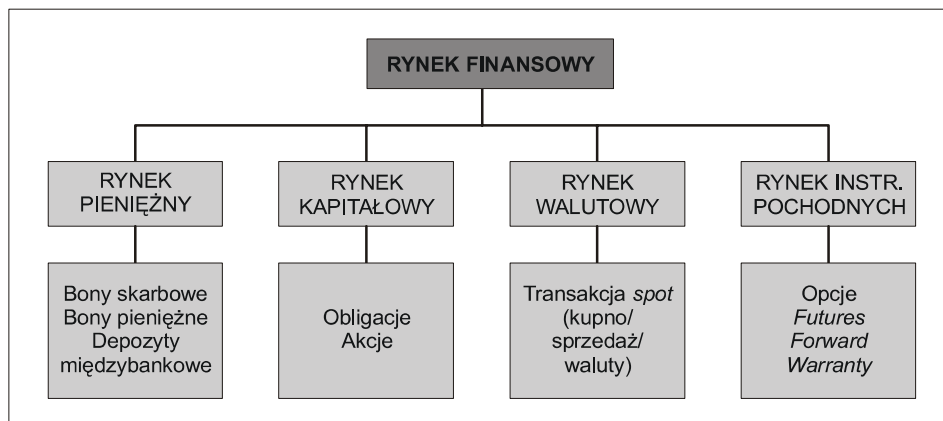 RYNEK FINANSOWY
RYNEK
PIENIĘŻNY
RYNEK
KAPITAŁOWY
RYNEK
WALUTOWY
RYNEK INSTR.
POCHODNYCH
Bony skarbowe
Bony pieniężne
Depozyty
międzybankowe
Obligacje
Akcje
Transakcja spot
(kupno/
sprzedaż/
waluty)
Opcje
Futures
Forward
Warranty